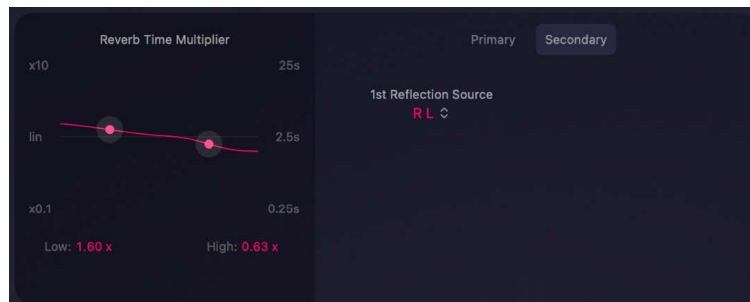 Reverb Time Multiplier
x10 25s
lin 2.5s
x0.1 0.25s
Low: 1.60 x High: 0.63 x
Primary Secondary
1st Reflection Source
R L